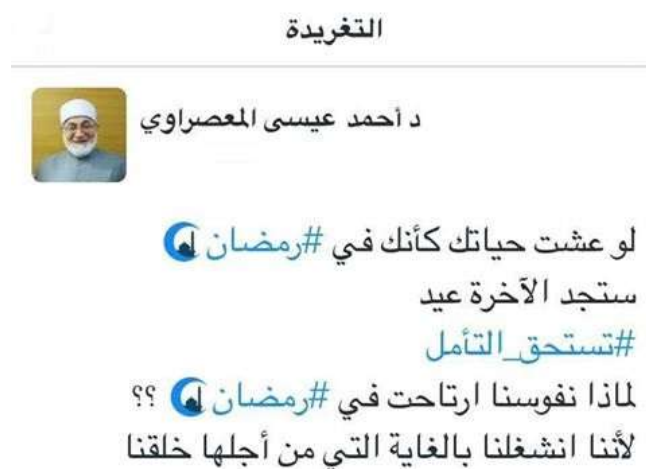 التغريدة
د أحمد عيسى المعصراوي
لو عشت حياتك كأنك في #رمضان
ستجد الآخرة عيد
#تستحق_التأمل
لماذا نفوسنا ارتاحت في #رمضان ؟؟
لأننا انشغلنا بالغاية التي من أجلها خلقنا